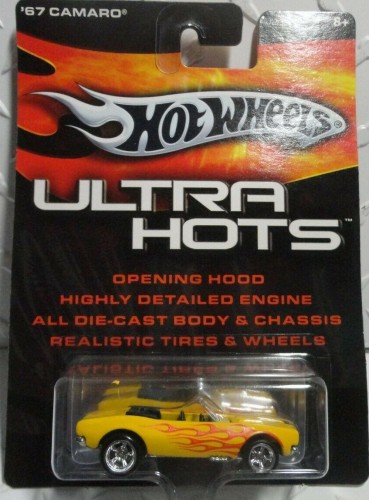 '67 CAMARO®
8+
HOT WHEELS®
ULTRA
HOTS™
OPENING HOOD
HIGHLY DETAILED ENGINE
ALL DIE-CAST BODY & CHASSIS
REALISTIC TIRES & WHEELS